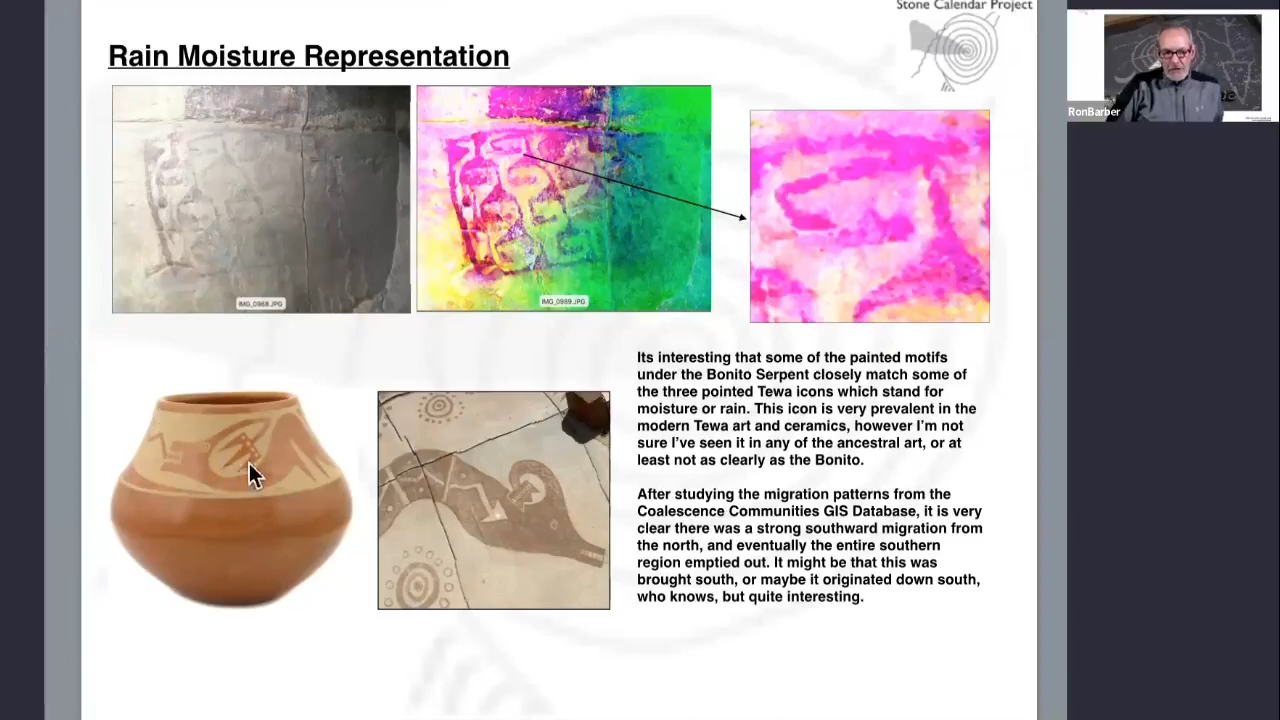 Stone Calendar Project
Rain Moisture Representation
IMG_0968.JPG
IMG_0989.JPG
RonBarber
Its interesting that some of the painted motifs
under the Bonito Serpent closely match some of
the three pointed Tewa icons which stand for
moisture or rain. This icon is very prevalent in the
modern Tewa art and ceramics, however I'm not
sure I've seen it in any of the ancestral art, or at
least not as clearly as the Bonito.
After studying the migration patterns from the
Coalescence Communities GIS Database, it is very
clear there was a strong southward migration from
the north, and eventually the entire southern
region emptied out. It might be that this was
brought south, or maybe it originated down south,
who knows, but quite interesting.